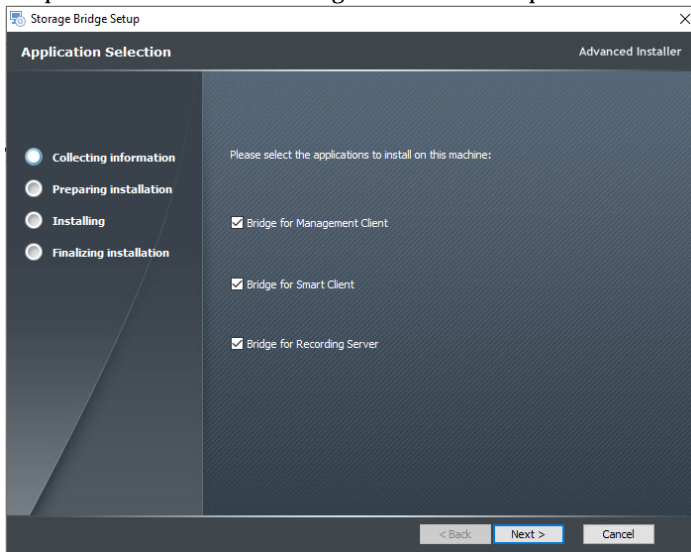 Storage Bridge Setup
Application Selection
Advanced Installer
Collecting information
Preparing installation
Installing
Finalizing installation
Please select the applications to install on this machine:
Bridge for Management Client
Bridge for Smart Client
Bridge for Recording Server
< Back
Next >
Cancel